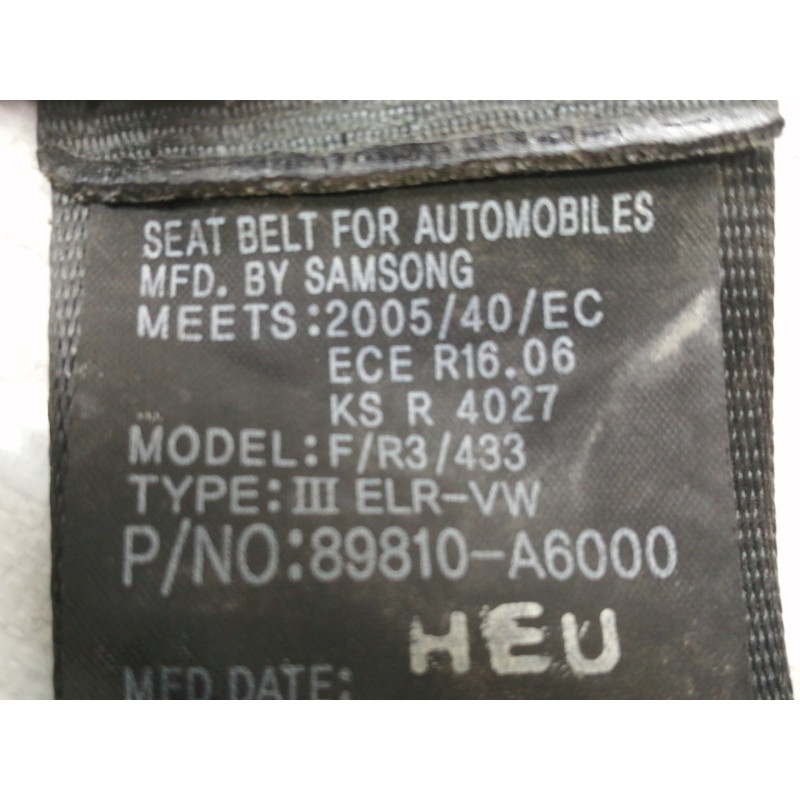 SEAT BELT FOR AUTOMOBILES
MFD. BY SAMSONG
MEETS:2005/40/EC
ECE R16.06
KS R 4027
MODEL:F/R3/433
TYPE:III ELR-VW
P/NO:89810-A6000
HEU
MFD DATE: